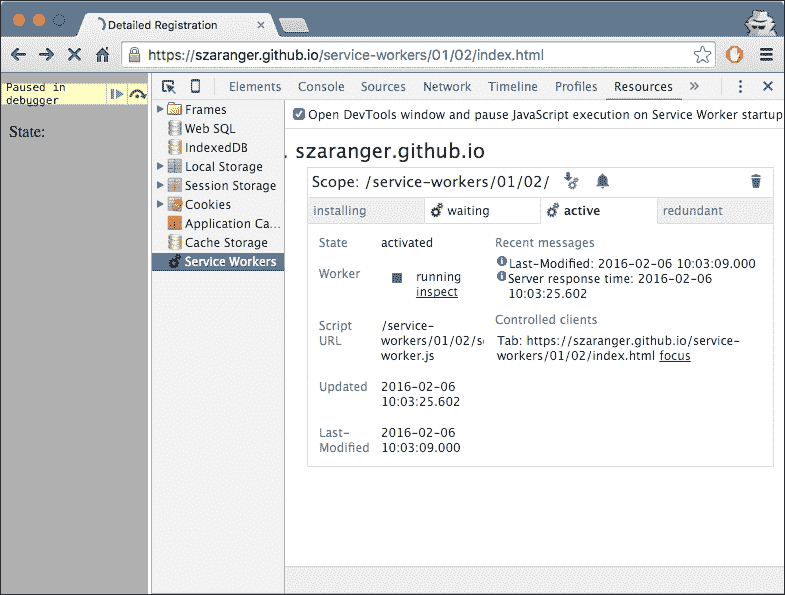 Detailed Registration
https://szaranger.github.io/service-workers/01/02/index.html
Paused in
debugger
State:
Elements Console Sources Network Timeline Profiles Resources »
Frames
Web SQL
IndexedDB
Local Storage
Session Storage
Cookies
Application Ca...
Cache Storage
Service Workers
Open DevTools window and pause JavaScript execution on Service Worker startup
szaranger.github.io
Scope: /service-workers/01/02/
installing waiting active redundant
State activated
Worker running
inspect
Script
URL
/service-
workers/01/02/se
worker.js
Updated 2016-02-06
10:03:25.602
Last-
Modified
2016-02-06
10:03:09.000
Recent messages
Last-Modified: 2016-02-06 10:03:09.000
Server response time: 2016-02-06
10:03:25.602
Controlled clients
Tab: https://szaranger.github.io/service-
workers/01/02/index.html focus